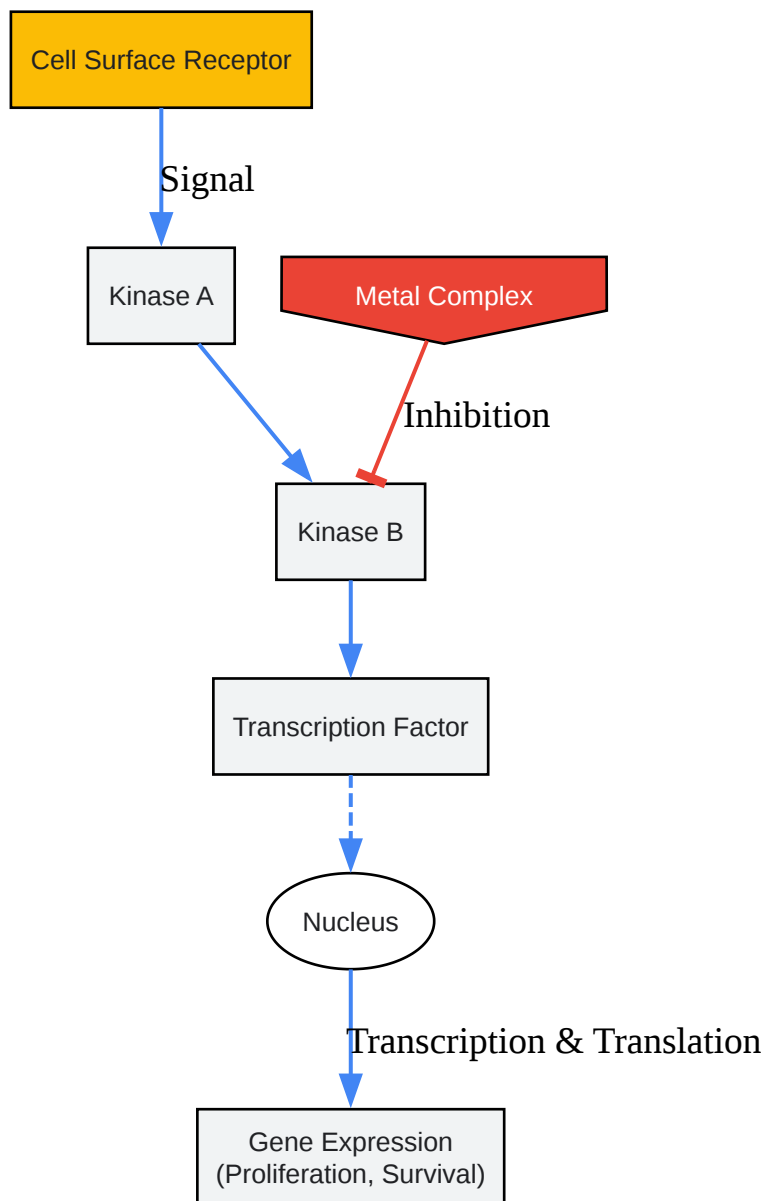 Cell Surface Receptor
Signal
Kinase A
Metal Complex
Inhibition
Kinase B
Transcription Factor
Nucleus
Transcription & Translation
Gene Expression
(Proliferation, Survival)